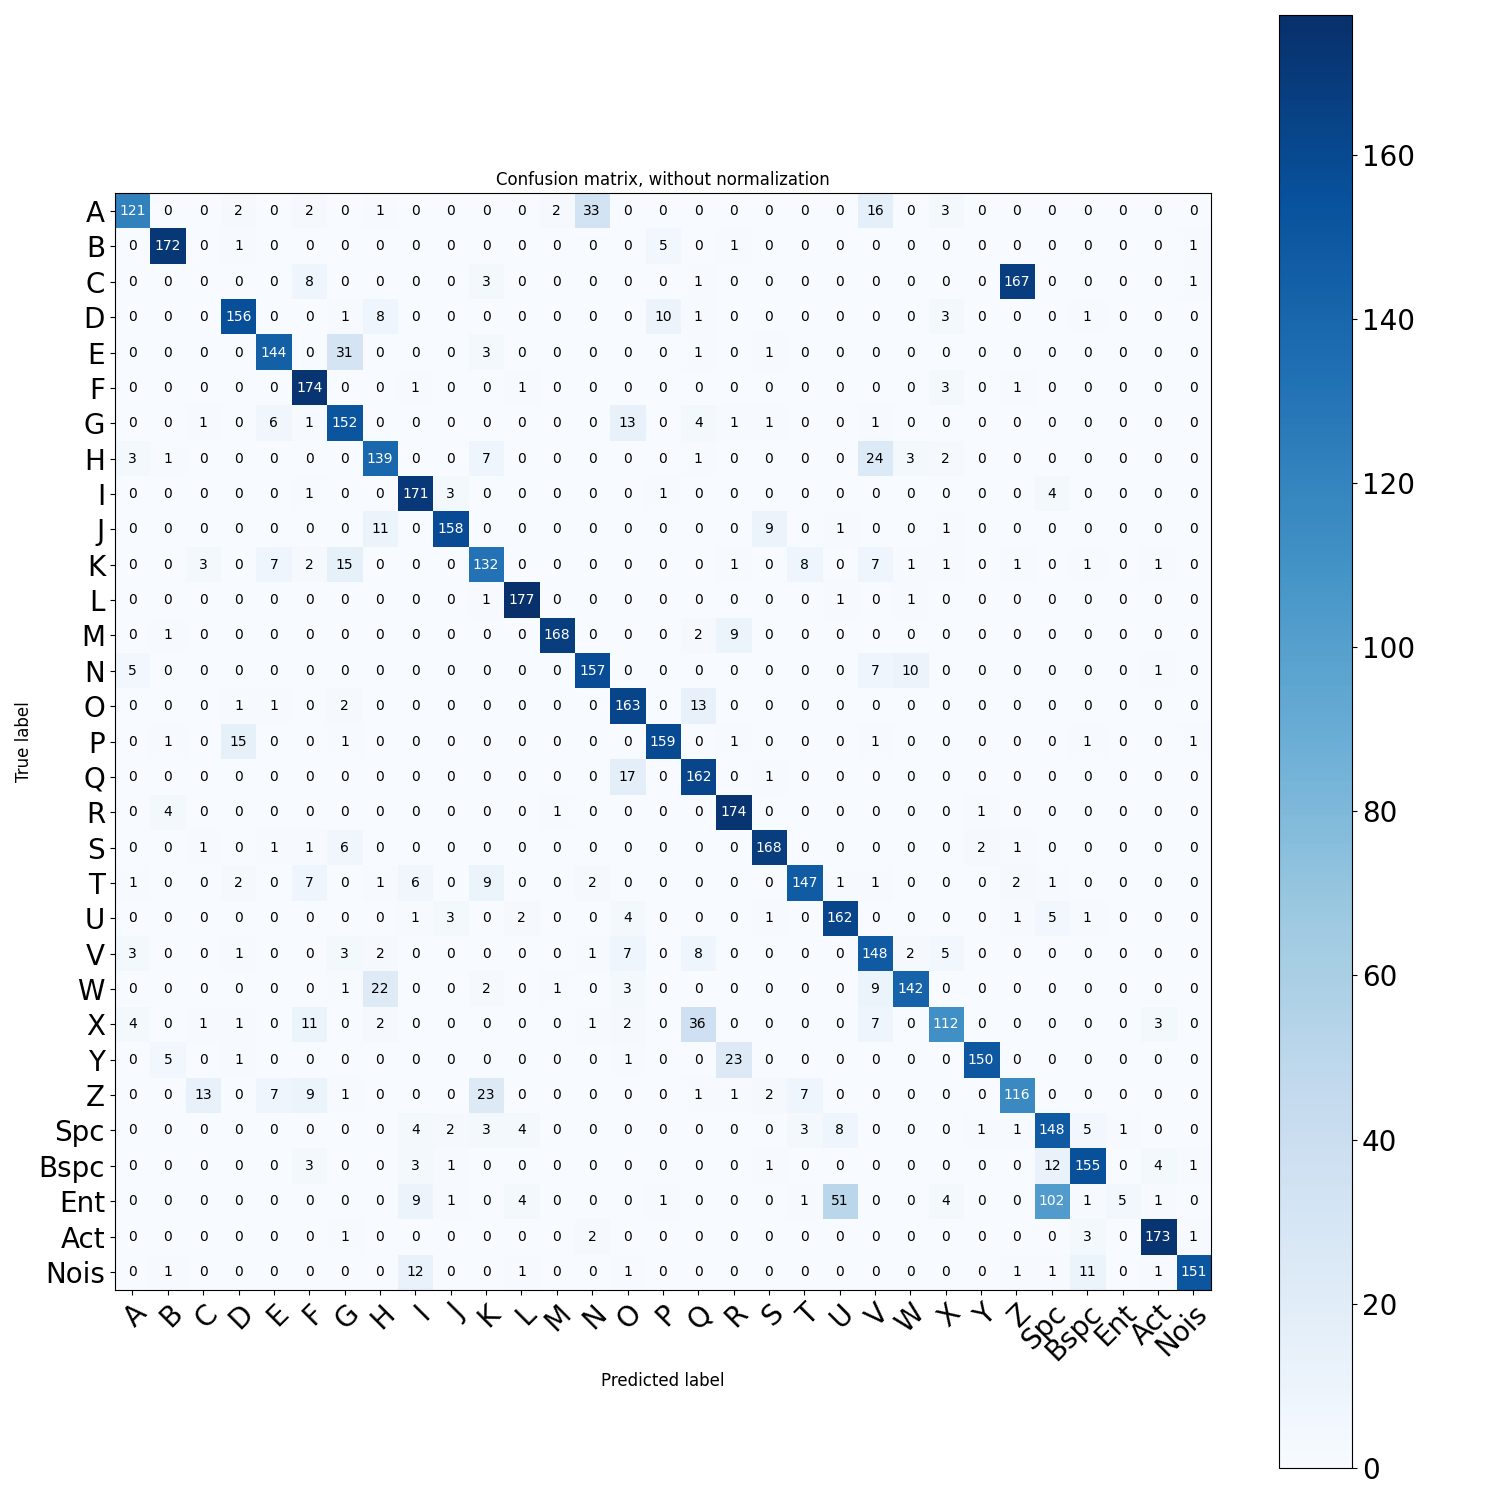 Confusion matrix, without normalization
A 121 0 0 2 0 2 0 1 0 0 0 0 2 33 0 0 0 0 0 0 0 16 0 3 0 0 0 0 0 0 0
B 0 172 0 1 0 0 0 0 0 0 0 0 0 0 0 5 0 1 0 0 0 0 0 0 0 0 0 0 0 0 1
C 0 0 0 0 0 8 0 0 0 0 3 0 0 0 0 0 1 0 0 0 0 0 0 0 0 167 0 0 0 0 1
D 0 0 0 156 0 0 1 8 0 0 0 0 0 0 0 10 1 0 0 0 0 0 0 3 0 0 0 1 0 0 0
E 0 0 0 0 144 0 31 0 0 0 3 0 0 0 0 0 1 0 1 0 0 0 0 0 0 0 0 0 0 0 0
F 0 0 0 0 0 174 0 0 1 0 0 1 0 0 0 0 0 0 0 0 0 0 0 3 0 1 0 0 0 0 0
G 0 0 1 0 6 1 152 0 0 0 0 0 0 0 13 0 4 1 1 0 0 1 0 0 0 0 0 0 0 0 0
H 3 1 0 0 0 0 0 139 0 0 7 0 0 0 0 0 1 0 0 0 0 24 3 2 0 0 0 0 0 0 0
I 0 0 0 0 0 1 0 0 171 3 0 0 0 0 0 1 0 0 0 0 0 0 0 0 0 0 4 0 0 0 0
J 0 0 0 0 0 0 0 11 0 158 0 0 0 0 0 0 0 0 9 0 1 0 0 1 0 0 0 0 0 0 0
K 0 0 3 0 7 2 15 0 0 0 132 0 0 0 0 0 0 1 0 8 0 7 1 1 0 1 0 1 0 1 0
L 0 0 0 0 0 0 0 0 0 0 1 177 0 0 0 0 0 0 0 0 1 0 1 0 0 0 0 0 0 0 0
M 0 1 0 0 0 0 0 0 0 0 0 0 168 0 0 0 2 9 0 0 0 0 0 0 0 0 0 0 0 0 0
N 5 0 0 0 0 0 0 0 0 0 0 0 0 157 0 0 0 0 0 0 0 7 10 0 0 0 0 0 0 1 0
O 0 0 0 1 1 0 2 0 0 0 0 0 0 0 163 0 13 0 0 0 0 0 0 0 0 0 0 0 0 0 0
P 0 1 0 15 0 0 1 0 0 0 0 0 0 0 0 159 0 1 0 0 0 1 0 0 0 0 0 1 0 0 1
Q 0 0 0 0 0 0 0 0 0 0 0 0 0 0 17 0 162 0 1 0 0 0 0 0 0 0 0 0 0 0 0
R 0 4 0 0 0 0 0 0 0 0 0 0 1 0 0 0 0 174 0 0 0 0 0 0 1 0 0 0 0 0 0
S 0 0 1 0 1 1 6 0 0 0 0 0 0 0 0 0 0 0 168 0 0 0 0 0 2 1 0 0 0 0 0
T 1 0 0 2 0 7 0 1 6 0 9 0 0 2 0 0 0 0 0 147 1 1 0 0 0 2 1 0 0 0 0
U 0 0 0 0 0 0 0 0 1 3 0 2 0 0 4 0 0 0 1 0 162 0 0 0 0 1 5 1 0 0 0
V 3 0 0 1 0 0 3 2 0 0 0 0 0 1 7 0 8 0 0 0 0 148 2 5 0 0 0 0 0 0 0
W 0 0 0 0 0 0 1 22 0 0 2 0 1 0 3 0 0 0 0 0 0 9 142 0 0 0 0 0 0 0 0
X 4 0 1 1 0 11 0 2 0 0 0 0 0 1 2 0 36 0 0 0 0 7 0 112 0 0 0 0 0 3 0
Y 0 5 0 1 0 0 0 0 0 0 0 0 0 0 1 0 0 23 0 0 0 0 0 0 150 0 0 0 0 0 0
Z 0 0 13 0 7 9 1 0 0 0 23 0 0 0 0 0 1 1 2 7 0 0 0 0 0 116 0 0 0 0 0
Spc 0 0 0 0 0 0 0 0 4 2 3 4 0 0 0 0 0 0 0 3 8 0 0 0 1 1 148 5 1 0 0
Bspc 0 0 0 0 0 3 0 0 3 1 0 0 0 0 0 0 0 0 1 0 0 0 0 0 0 0 12 155 0 4 1
Ent 0 0 0 0 0 0 0 0 9 1 0 4 0 0 0 1 0 0 0 1 51 0 0 4 0 0 102 1 5 1 0
Act 0 0 0 0 0 0 1 0 0 0 0 0 0 2 0 0 0 0 0 0 0 0 0 0 0 0 0 3 0 173 1
Nois 0 1 0 0 0 0 0 0 12 0 0 1 0 0 1 0 0 0 0 0 0 0 0 0 0 1 1 11 0 1 151
A B C D E F G H I J K L M N O P Q R S T U V W X Y Z Spc Bspc Ent Act Nois
Predicted label
True label
160
140
120
100
80
60
40
20
0